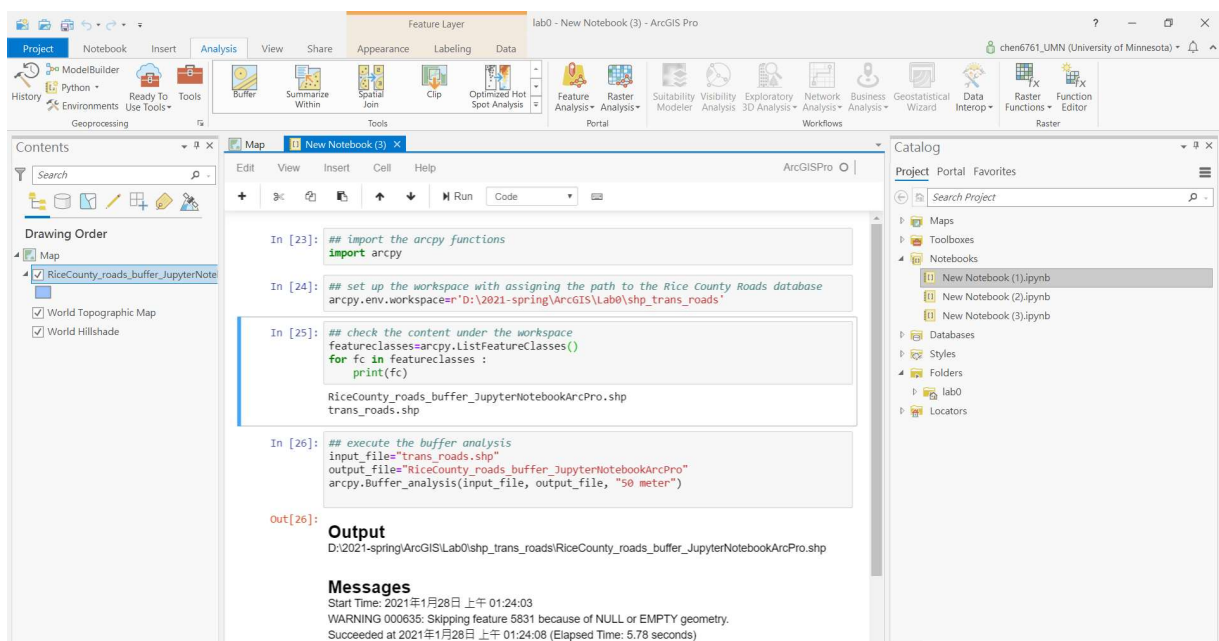 Feature Layer
lab0 - New Notebook (3) - ArcGIS Pro
?
Project Notebook Insert Analysis View Share Appearance Labeling Data
chen6761_UMN (University of Minnesota)
History
ModelBuilder
Python
Environments
Ready To Use Tools
Tools
Geoprocessing
Buffer
Summarize Within
Spatial Join
Clip
Optimized Hot Spot Analysis
Tools
Feature Analysis
Raster Analysis
Portal
Suitability Modeler
Visibility Analysis
Exploratory 3D Analysis
Network Analysis
Business Analysis
Geostatistical Wizard
Data Interop
Workflows
Raster Functions
Function Editor
Raster
Contents
Search
Drawing Order
Map
RiceCounty_roads_buffer_JupyterNote
World Topographic Map
World Hillshade
Map
New Notebook (3)
Edit View Insert Cell Help
ArcGISPro
Run Code
In [23]: ## import the arcpy functions
import arcpy
In [24]: ## set up the workspace with assigning the path to the Rice County Roads database
arcpy.env.workspace=r'D:\2021-spring\ArcGIS\Lab0\shp_trans_roads'
In [25]: ## check the content under the workspace
featureclasses=arcpy.ListFeatureClasses()
for fc in featureclasses :
print(fc)
RiceCounty_roads_buffer_JupyterNotebookArcPro.shp
trans_roads.shp
In [26]: ## execute the buffer analysis
input_file="trans_roads.shp"
output_file="RiceCounty_roads_buffer_JupyterNotebookArcPro"
arcpy.Buffer_analysis(input_file, output_file, "50 meter")
Out[26]:
Output
D:\2021-spring\ArcGIS\Lab0\shp_trans_roads\RiceCounty_roads_buffer_JupyterNotebookArcPro.shp
Messages
Start Time: 2021年1月28日 上午 01:24:03
WARNING 000635: Skipping feature 5831 because of NULL or EMPTY geometry.
Succeeded at 2021年1月28日 上午 01:24:08 (Elapsed Time: 5.78 seconds)
Catalog
Project Portal Favorites
Search Project
Maps
Toolboxes
Notebooks
New Notebook (1).ipynb
New Notebook (2).ipynb
New Notebook (3).ipynb
Databases
Styles
Folders
lab0
Locators